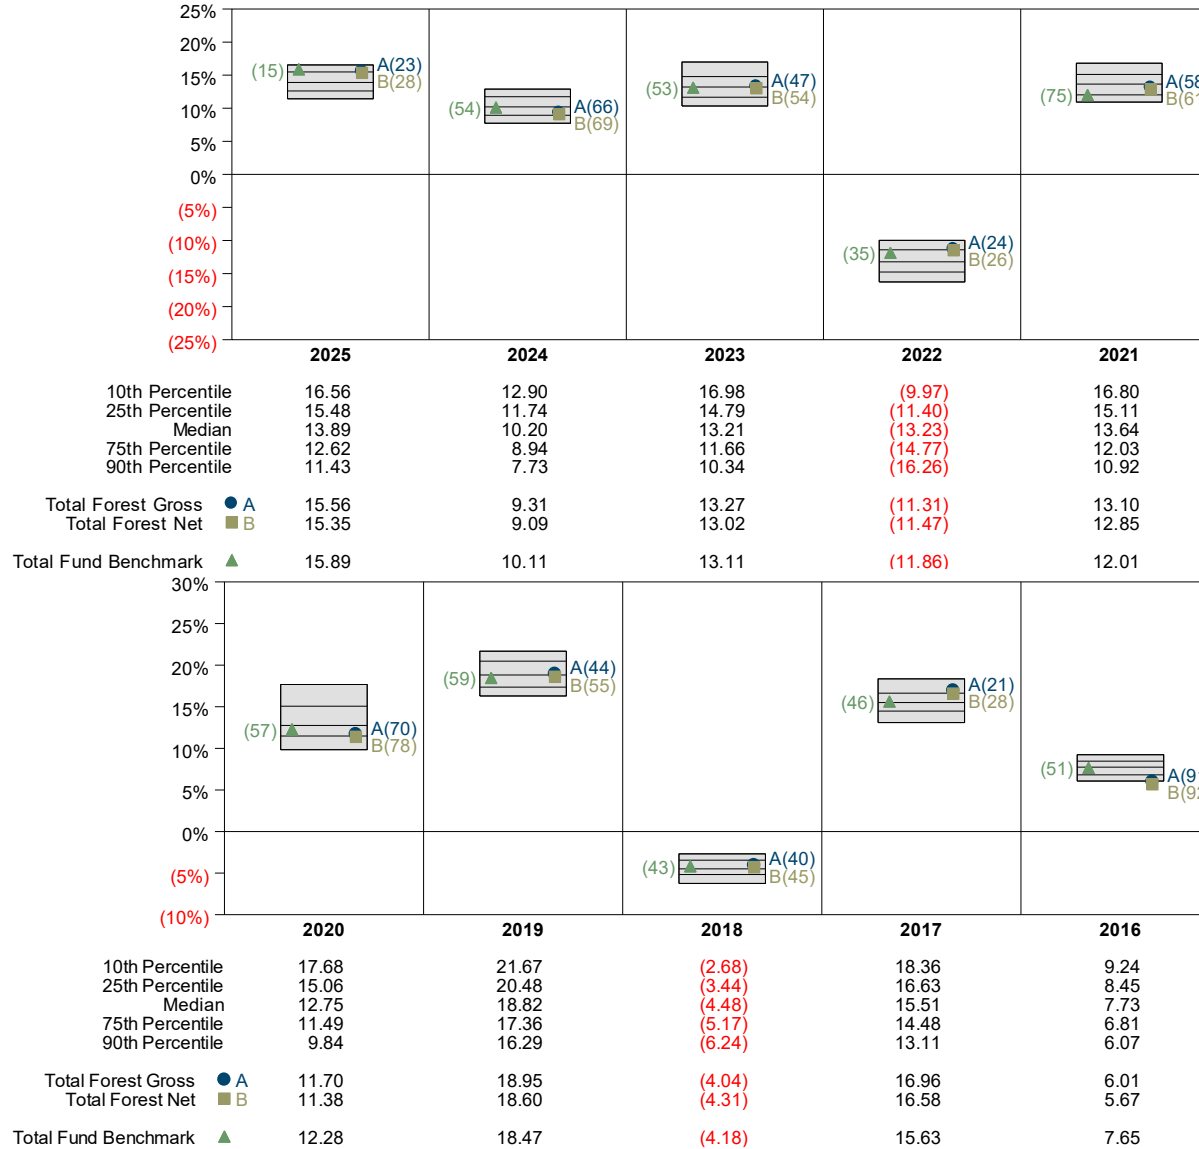 25%
20%
15%
10%
5%
0%
(5%)
(10%)
(15%)
(20%)
(25%)
(15) A(23)
B(28)
(54) A(66)
B(69)
(53) A(47)
B(54)
(35) A(24)
B(26)
(75) A(58
B(61
2025 2024 2023 2022 2021
10th Percentile 16.56 12.90 16.98 (9.97) 16.80
25th Percentile 15.48 11.74 14.79 (11.40) 15.11
Median 13.89 10.20 13.21 (13.23) 13.64
75th Percentile 12.62 8.94 11.66 (14.77) 12.03
90th Percentile 11.43 7.73 10.34 (16.26) 10.92
Total Forest Gross A 15.56 9.31 13.27 (11.31) 13.10
Total Forest Net B 15.35 9.09 13.02 (11.47) 12.85
Total Fund Benchmark 15.89 10.11 13.11 (11.86) 12.01
30%
25%
20%
15%
10%
5%
0%
(5%)
(10%)
(57) A(70)
B(78)
(59) A(44)
B(55)
(43) A(40)
B(45)
(46) A(21)
B(28)
(51) A(9
B(92
2020 2019 2018 2017 2016
10th Percentile 17.68 21.67 (2.68) 18.36 9.24
25th Percentile 15.06 20.48 (3.44) 16.63 8.45
Median 12.75 18.82 (4.48) 15.51 7.73
75th Percentile 11.49 17.36 (5.17) 14.48 6.81
90th Percentile 9.84 16.29 (6.24) 13.11 6.07
Total Forest Gross A 11.70 18.95 (4.04) 16.96 6.01
Total Forest Net B 11.38 18.60 (4.31) 16.58 5.67
Total Fund Benchmark 12.28 18.47 (4.18) 15.63 7.65